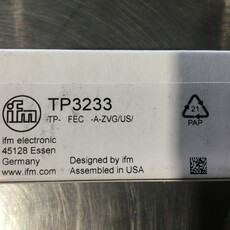 ifm
TP3233
-TP- FEC -A-ZVG/US/
21
PAP
ifm electronic
45128 Essen
Germany
www.ifm.com
Designed by ifm
Assembled in USA